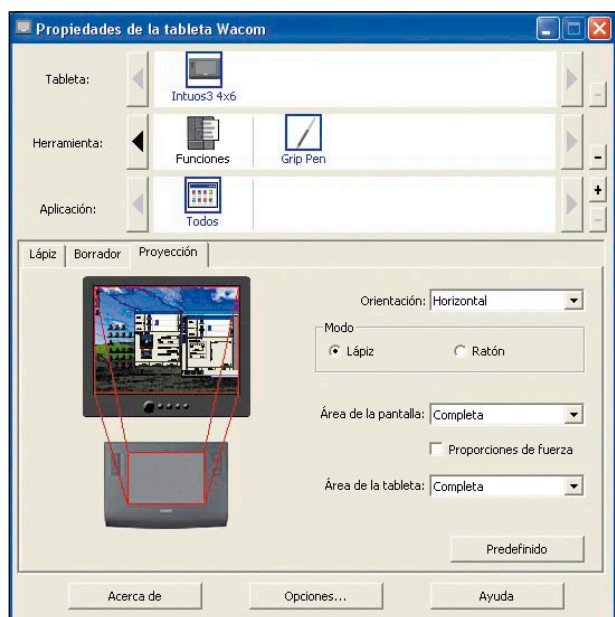 Propiedades de la tableta Wacom
Tableta:
Intuos3 4x6
Herramienta:
Funciones
Grip Pen
Aplicación:
Todos
Lápiz
Borrador
Proyección
Orientación: Horizontal
Modo
Lápiz
Ratón
Área de la pantalla: Completa
Proporciones de fuerza
Área de la tableta: Completa
Predefinido
Acerca de
Opciones...
Ayuda